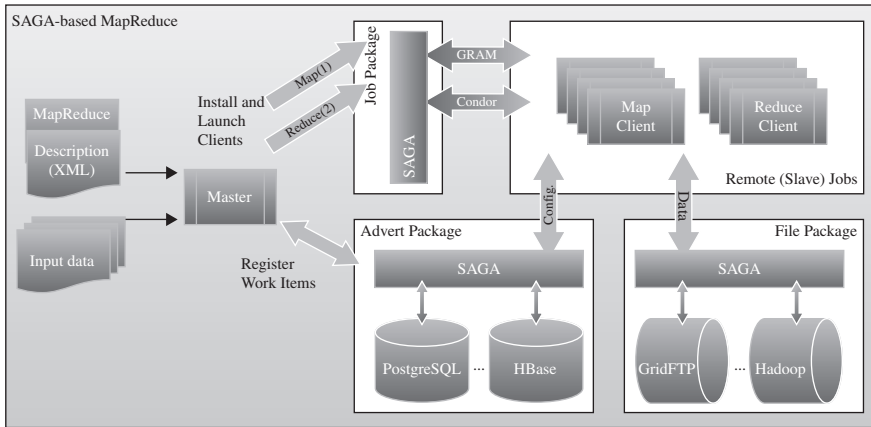 SAGA-based MapReduce
MapReduce
Description
(XML)
Input data
Master
Install and
Launch
Clients
Map(1)
Reduce(2)
Register
Work Items
Job Package
SAGA
GRAM
Condor
Map
Client
Reduce
Client
Remote (Slave) Jobs
Config.
Data
Advert Package
SAGA
PostgreSQL
...
HBase
File Package
SAGA
GridFTP
...
Hadoop